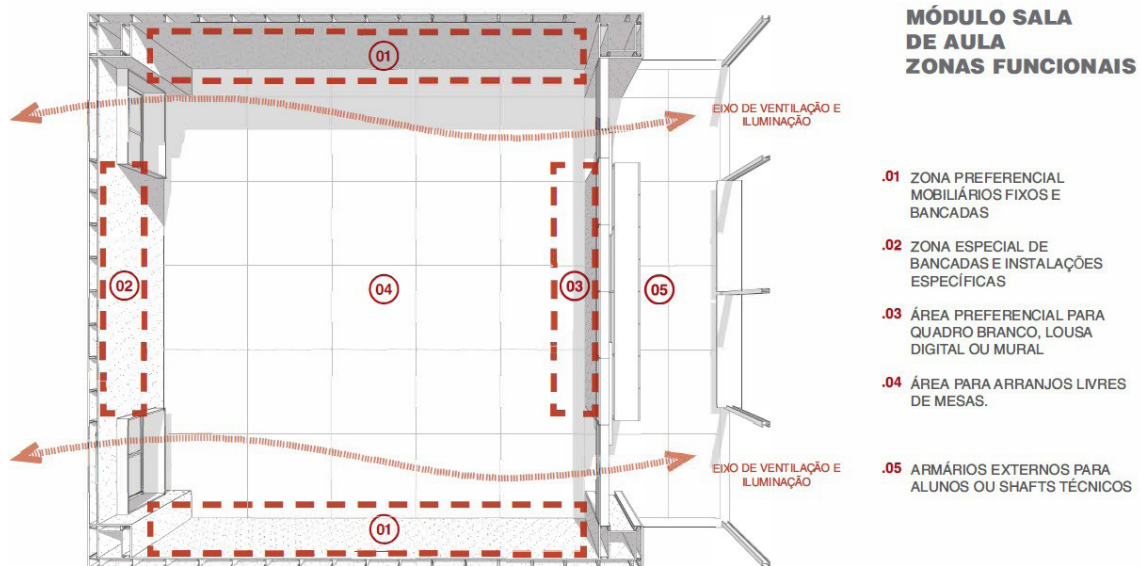 MÓDULO SALA
DE AULA
ZONAS FUNCIONAIS
01
EIXO DE VENTILAÇÃO E
ILUMINAÇÃO
02
04
03
05
EIXO DE VENTILAÇÃO E
ILUMINAÇÃO
01
.01 ZONA PREFERENCIAL
MOBILIÁRIOS FIXOS E
BANCADAS
.02 ZONA ESPECIAL DE
BANCADAS E INSTALAÇÕES
ESPECÍFICAS
.03 ÁREA PREFERENCIAL PARA
QUADRO BRANCO, LOUSA
DIGITAL OU MURAL
.04 ÁREA PARA ARRANJOS LIVRES
DE MESAS.
.05 ARMÁRIOS EXTERNOS PARA
ALUNOS OU SHAFTS TÉCNICOS